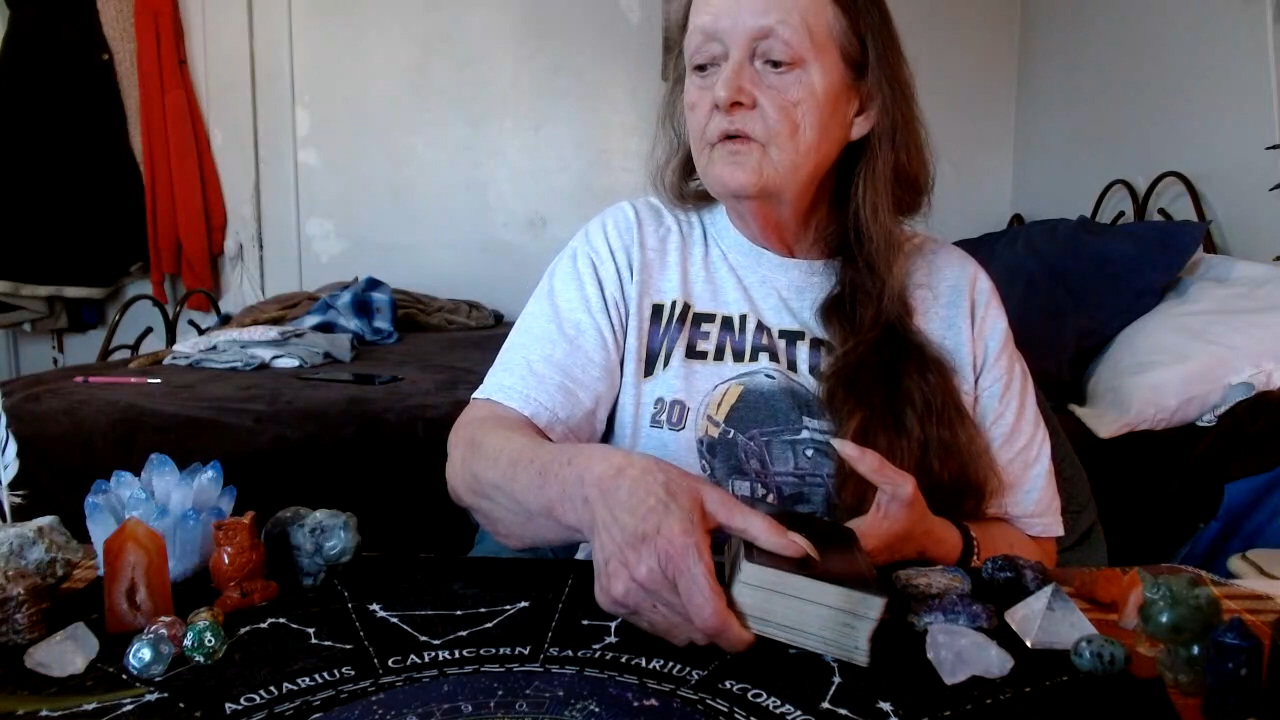 WENATC
20
AQUARIUS
CAPRICORN
SAGITTARIUS
SCORPIO